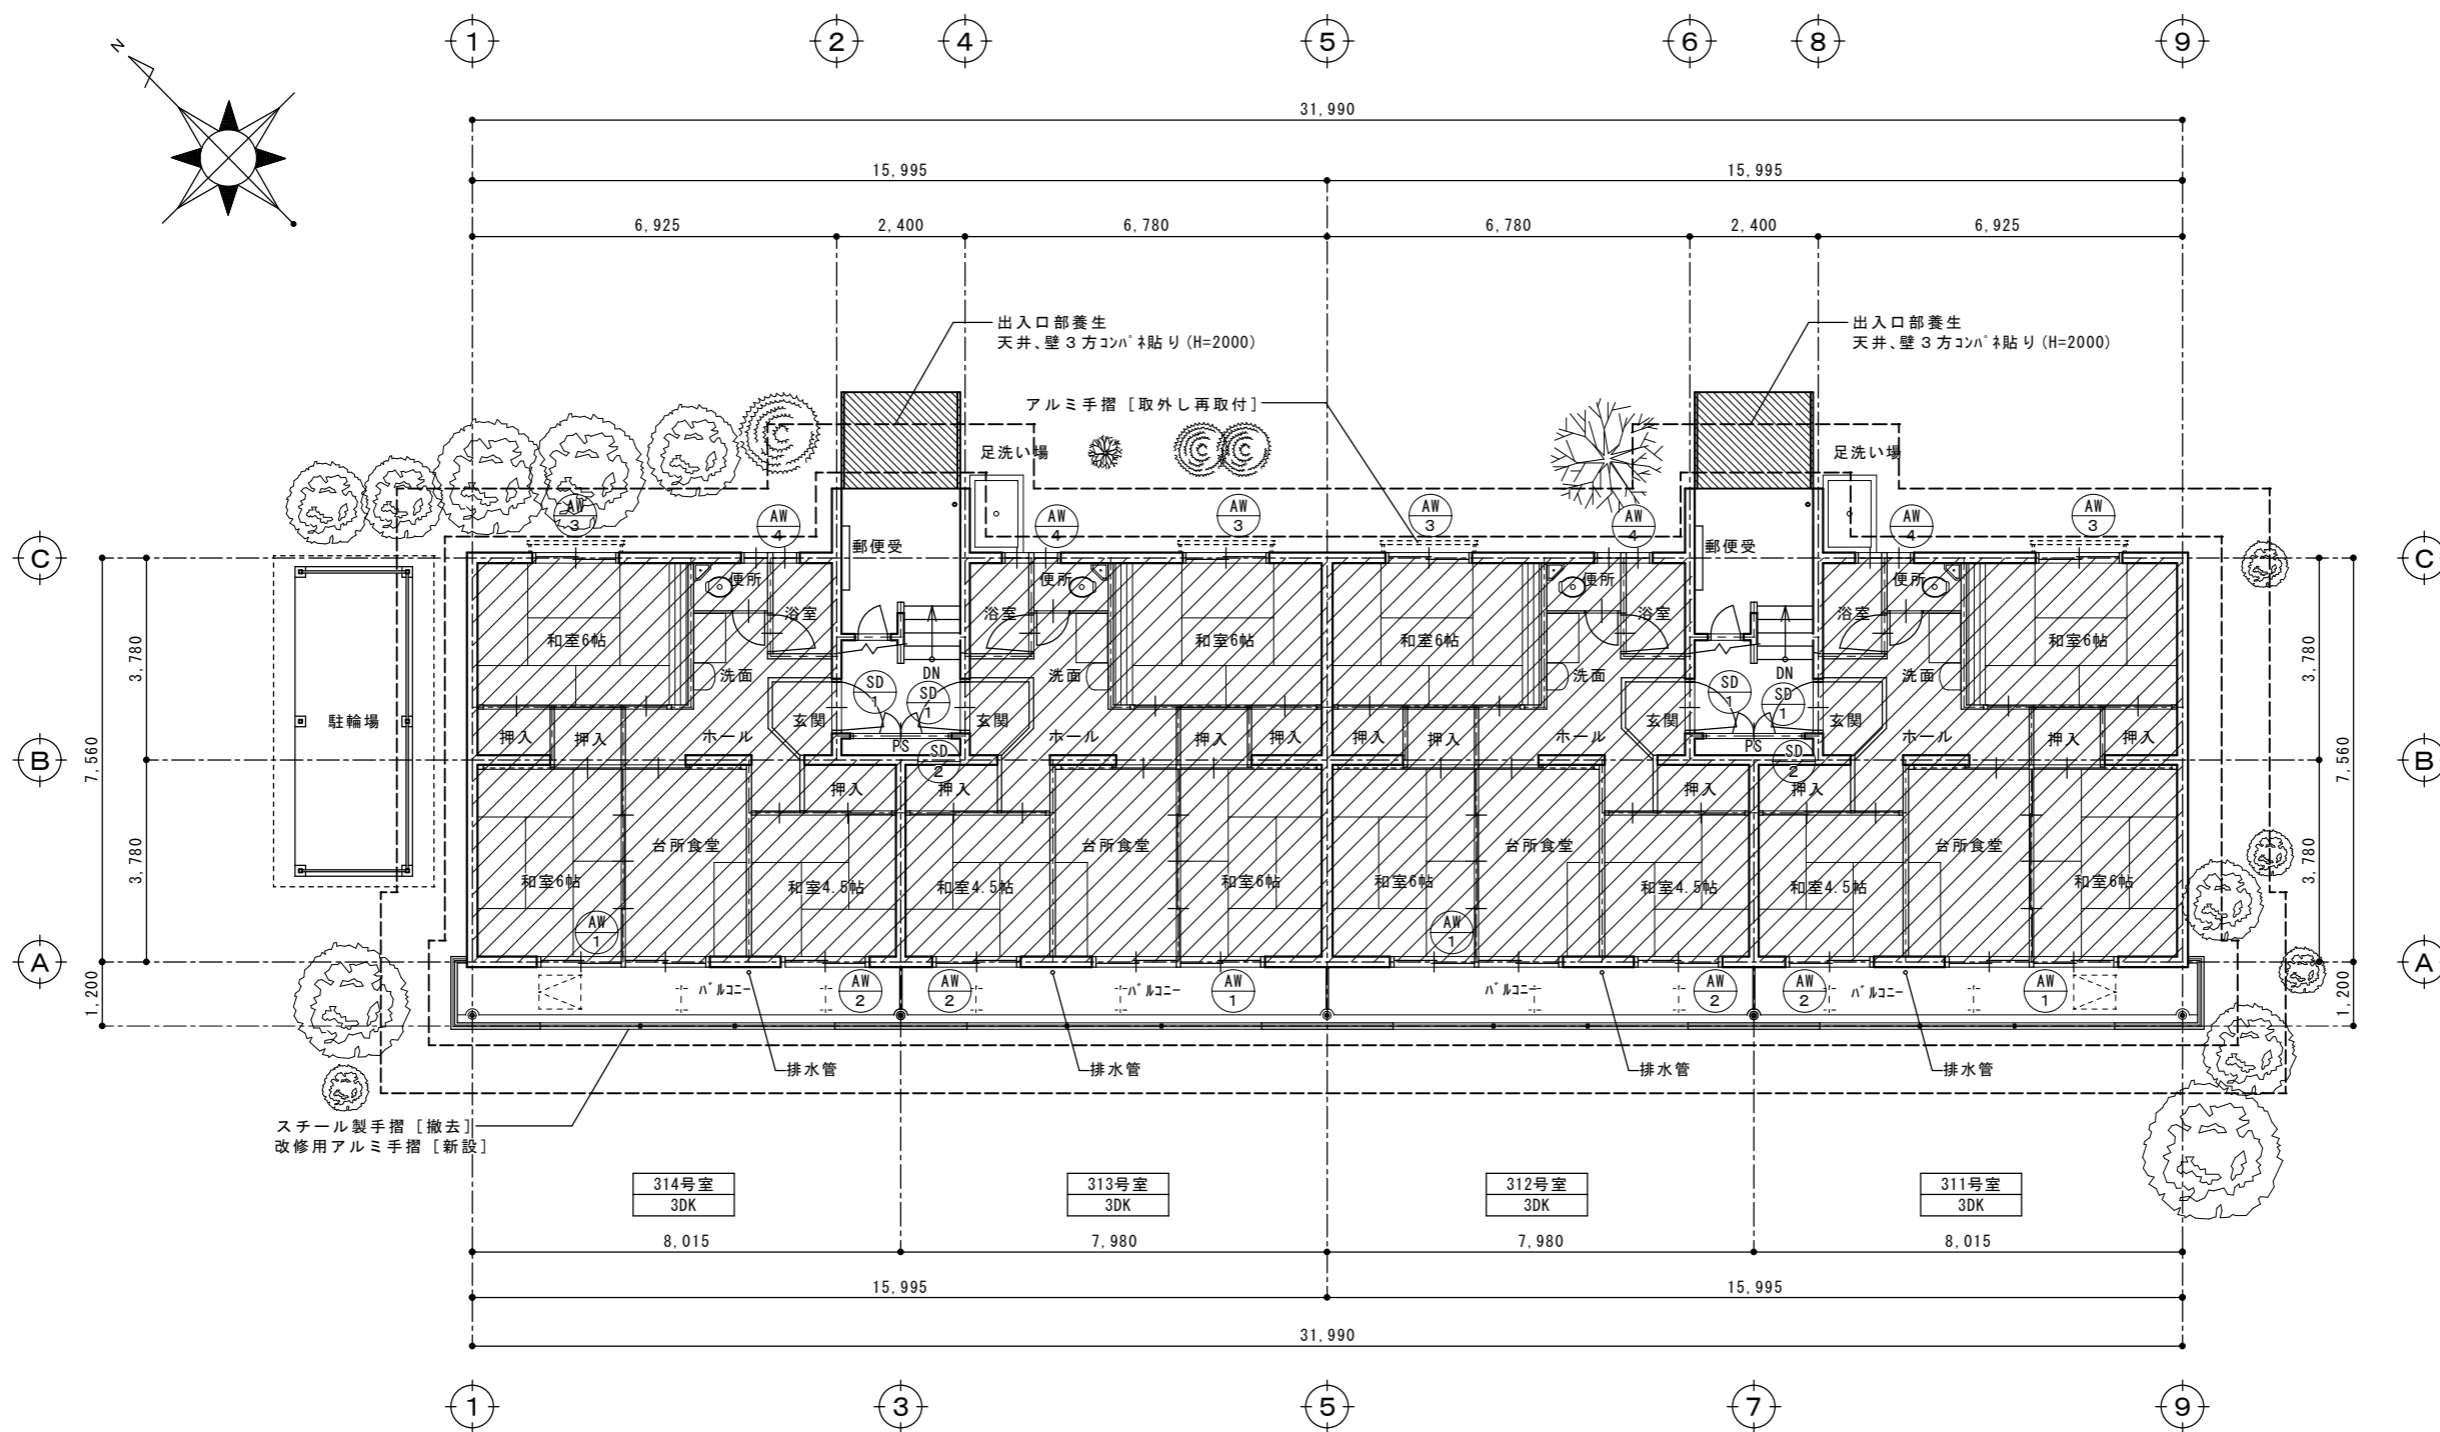 N
1 2 4 5 6 8 9
31,990
15,995 15,995
6,925 2,400 6,780 6,780 2,400 6,925
出入口部養生
天井、壁３方ｺﾝﾊﾟﾈ貼り(H=2000)
出入口部養生
天井、壁３方ｺﾝﾊﾟﾈ貼り(H=2000)
アルミ手摺［取外し再取付］
足洗い場 足洗い場
AW 3 AW 4 AW 4 AW 3 AW 3 AW 4 AW 4 AW 3
C 郵便受 郵便受 C
便所 便所 便所 便所
浴室 浴室 浴室 浴室
和室6帖 和室6帖 和室6帖 和室6帖
3,780 3,780
洗面 DN 洗面 洗面 DN 洗面
SD 1 SD 1 SD 1 SD 1
駐輪場 玄関 玄関 玄関 玄関
押入 押入 ホール PS ホール 押入 押入 押入 押入 ホール PS ホール 押入 押入
SD 2 SD 2
7,560 B B 7,560
押入 押入 押入 押入
台所食堂 台所食堂 台所食堂 台所食堂
3,780 3,780
和室6帖 和室4.5帖 和室4.5帖 和室6帖 和室6帖 和室4.5帖 和室4.5帖 和室6帖
AW 1 AW 1
A A
ﾊﾞﾙｺﾆｰ AW 2 AW 2 ﾊﾞﾙｺﾆｰ AW 1 ﾊﾞﾙｺﾆｰ AW 2 AW 2 ﾊﾞﾙｺﾆｰ AW 1
1,200 1,200
排水管 排水管 排水管 排水管
スチール製手摺［撤去］
改修用アルミ手摺［新設］
314号室 313号室 312号室 311号室
3DK 3DK 3DK 3DK
8,015 7,980 7,980 8,015
15,995 15,995
31,990
1 3 5 7 9